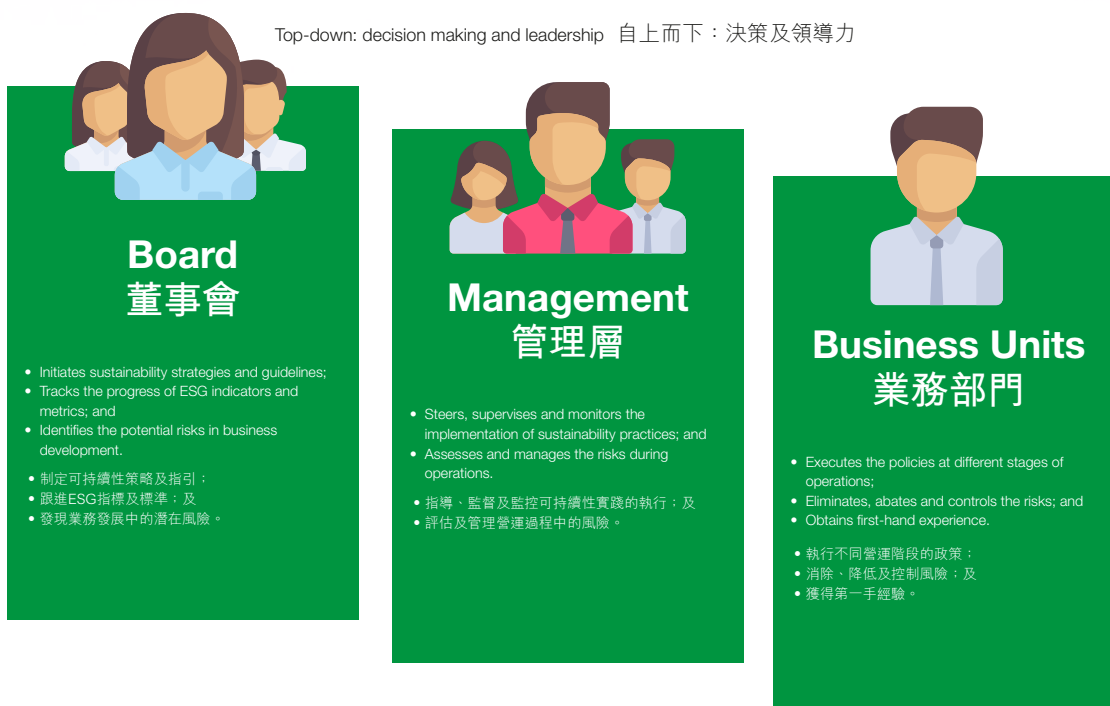 Top-down: decision making and leadership 自上而下：決策及領導力
Board
董事會
• Initiates sustainability strategies and guidelines;
• Tracks the progress of ESG indicators and
metrics; and
• Identifies the potential risks in business
development.
• 制定可持續性策略及指引；
• 跟進ESG指標及標準；及
• 發現業務發展中的潛在風險。
Management
管理層
• Steers, supervises and monitors the
implementation of sustainability practices; and
• Assesses and manages the risks during
operations.
• 指導、監督及監控可持續性實踐的執行；及
• 評估及管理營運過程中的風險。
Business Units
業務部門
• Executes the policies at different stages of
operations;
• Eliminates, abates and controls the risks; and
• Obtains first-hand experience.
• 執行不同營運階段的政策；
• 消除、降低及控制風險；及
• 獲得第一手經驗。